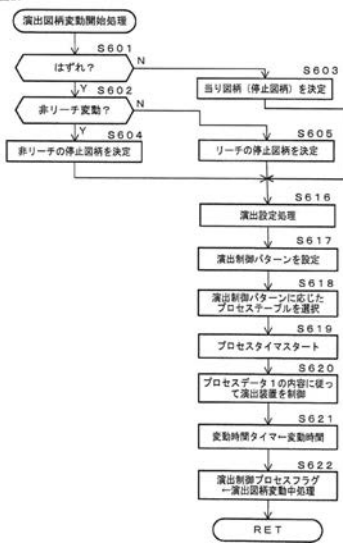 演出図柄変動開始処理
S601
はずれ？
N
S603
Y
S602
当り図柄（停止図柄）を決定
非リーチ変動？
N
Y
S604
S605
非リーチの停止図柄を決定
リーチの停止図柄を決定
S616
演出設定処理
S617
演出制御パターンを設定
S618
演出制御パターンに応じた
プロセステーブルを選択
S619
プロセスタイマスタート
S620
プロセスデータ1の内容に従って
演出装置を制御
S621
変動時間タイマ←変動時間
S622
演出制御プロセスフラグ
←演出図柄変動中処理
RET